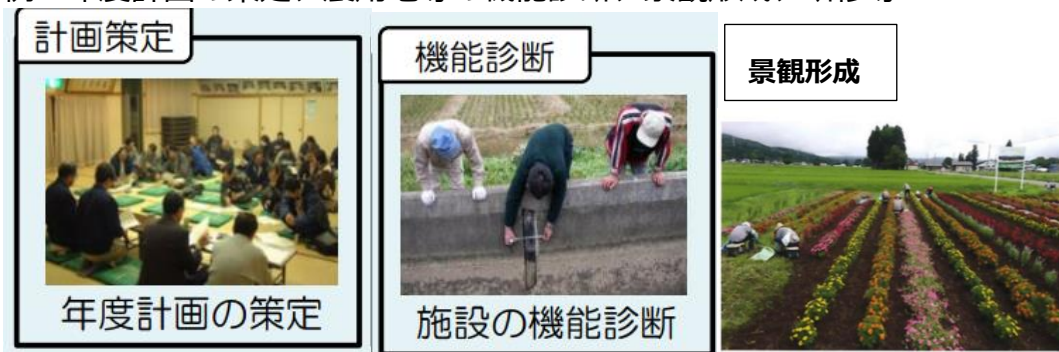 計画策定
年度計画の策定
機能診断
施設の機能診断
景観形成